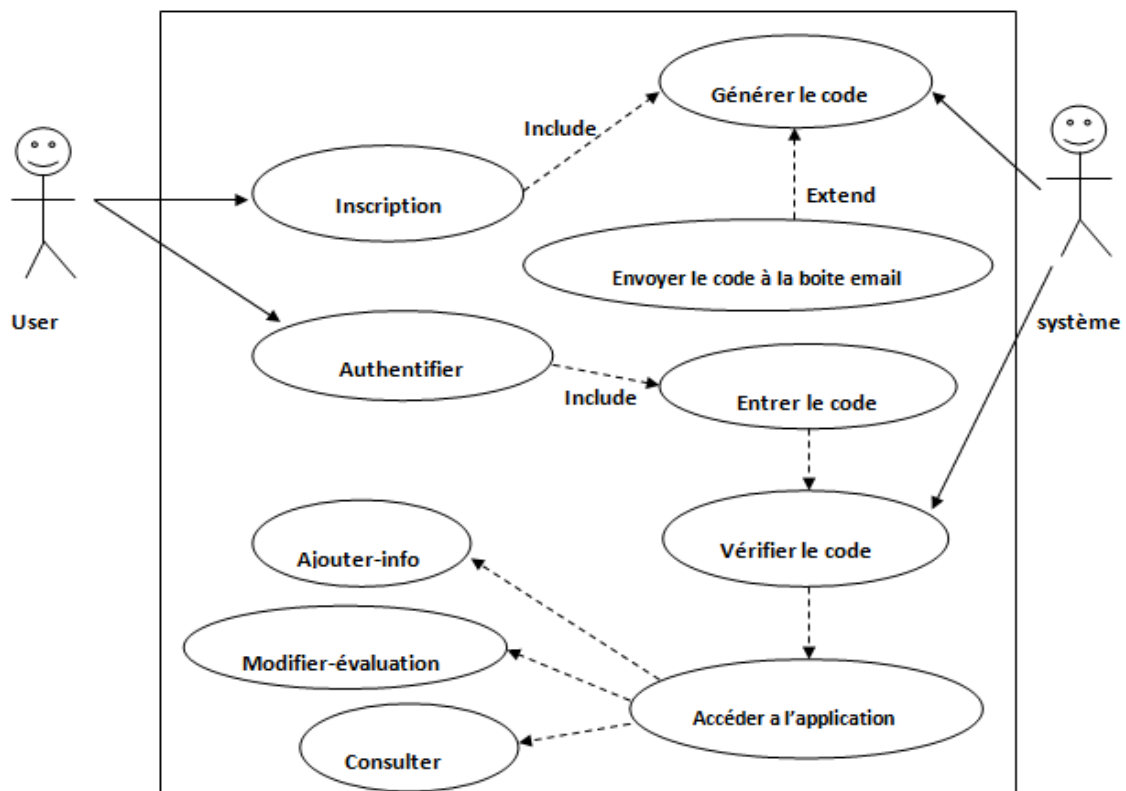 Générer le code
Include
Inscription
Extend
Envoyer le code à la boite email
User
système
Authentifier
Include
Entrer le code
Ajouter-info
Vérifier le code
Modifier-évaluation
Accéder a l'application
Consulter